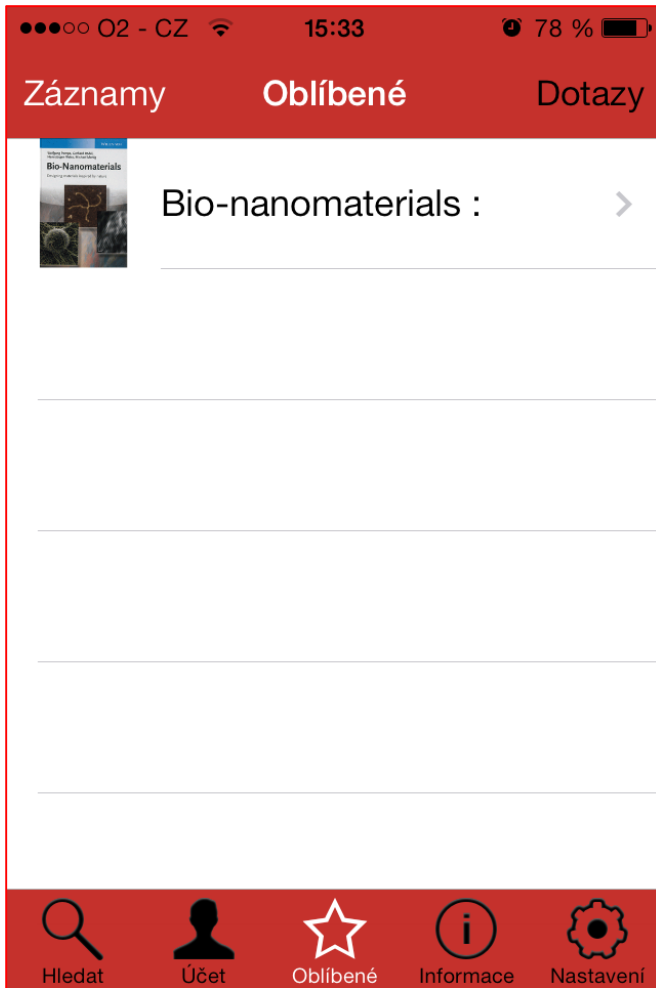 O2 - CZ 15:33 78 %
Záznamy Oblíbené Dotazy
Bio-Nanomaterials
Bio-nanomaterials :
Hledat Účet Oblíbené Informace Nastavení